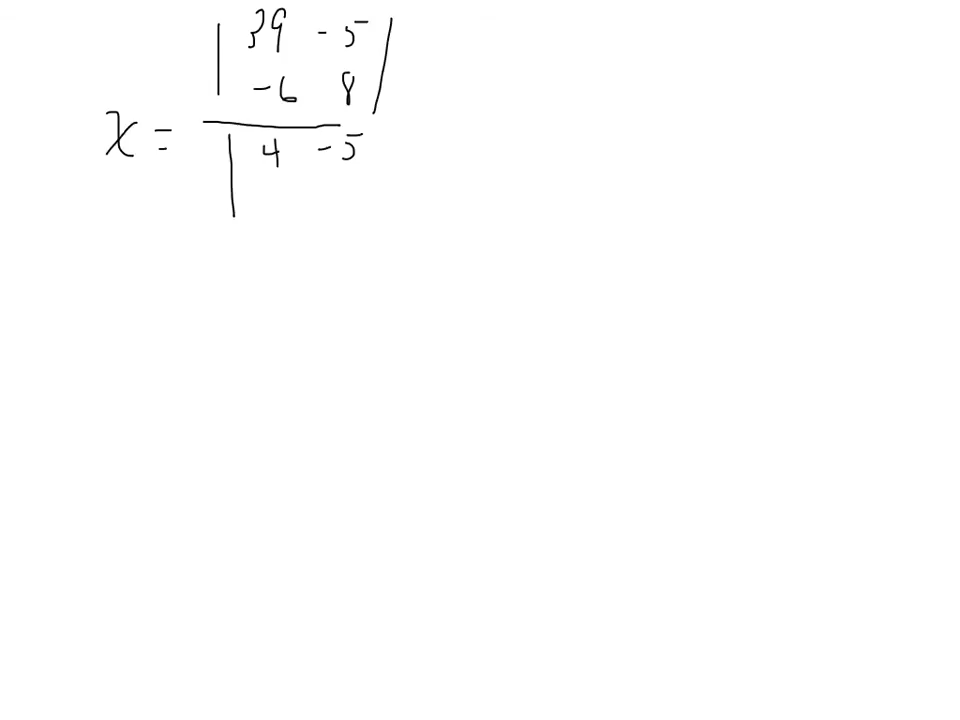 | 39 -5 |
| -6 8 |
x = ―
| 4 -5